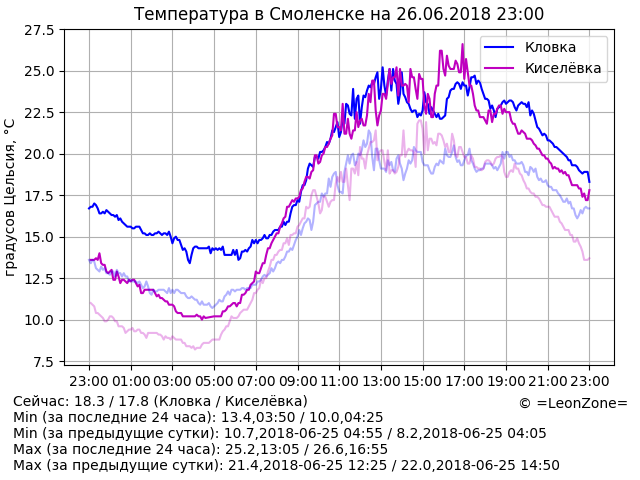 Температура в Смоленске на 26.06.2018 23:00
27.5
25.0
22.5
20.0
17.5
15.0
12.5
10.0
7.5
градусов Цельсия, °C
Кловка
Киселёвка
23:00 01:00 03:00 05:00 07:00 09:00 11:00 13:00 15:00 17:00 19:00 21:00 23:00
Сейчас: 18.3 / 17.8 (Кловка / Киселёвка)
© =LeonZone=
Min (за последние 24 часа): 13.4,03:50 / 10.0,04:25
Min (за предыдущие сутки): 10.7,2018-06-25 04:55 / 8.2,2018-06-25 04:05
Max (за последние 24 часа): 25.2,13:05 / 26.6,16:55
Max (за предыдущие сутки): 21.4,2018-06-25 12:25 / 22.0,2018-06-25 14:50